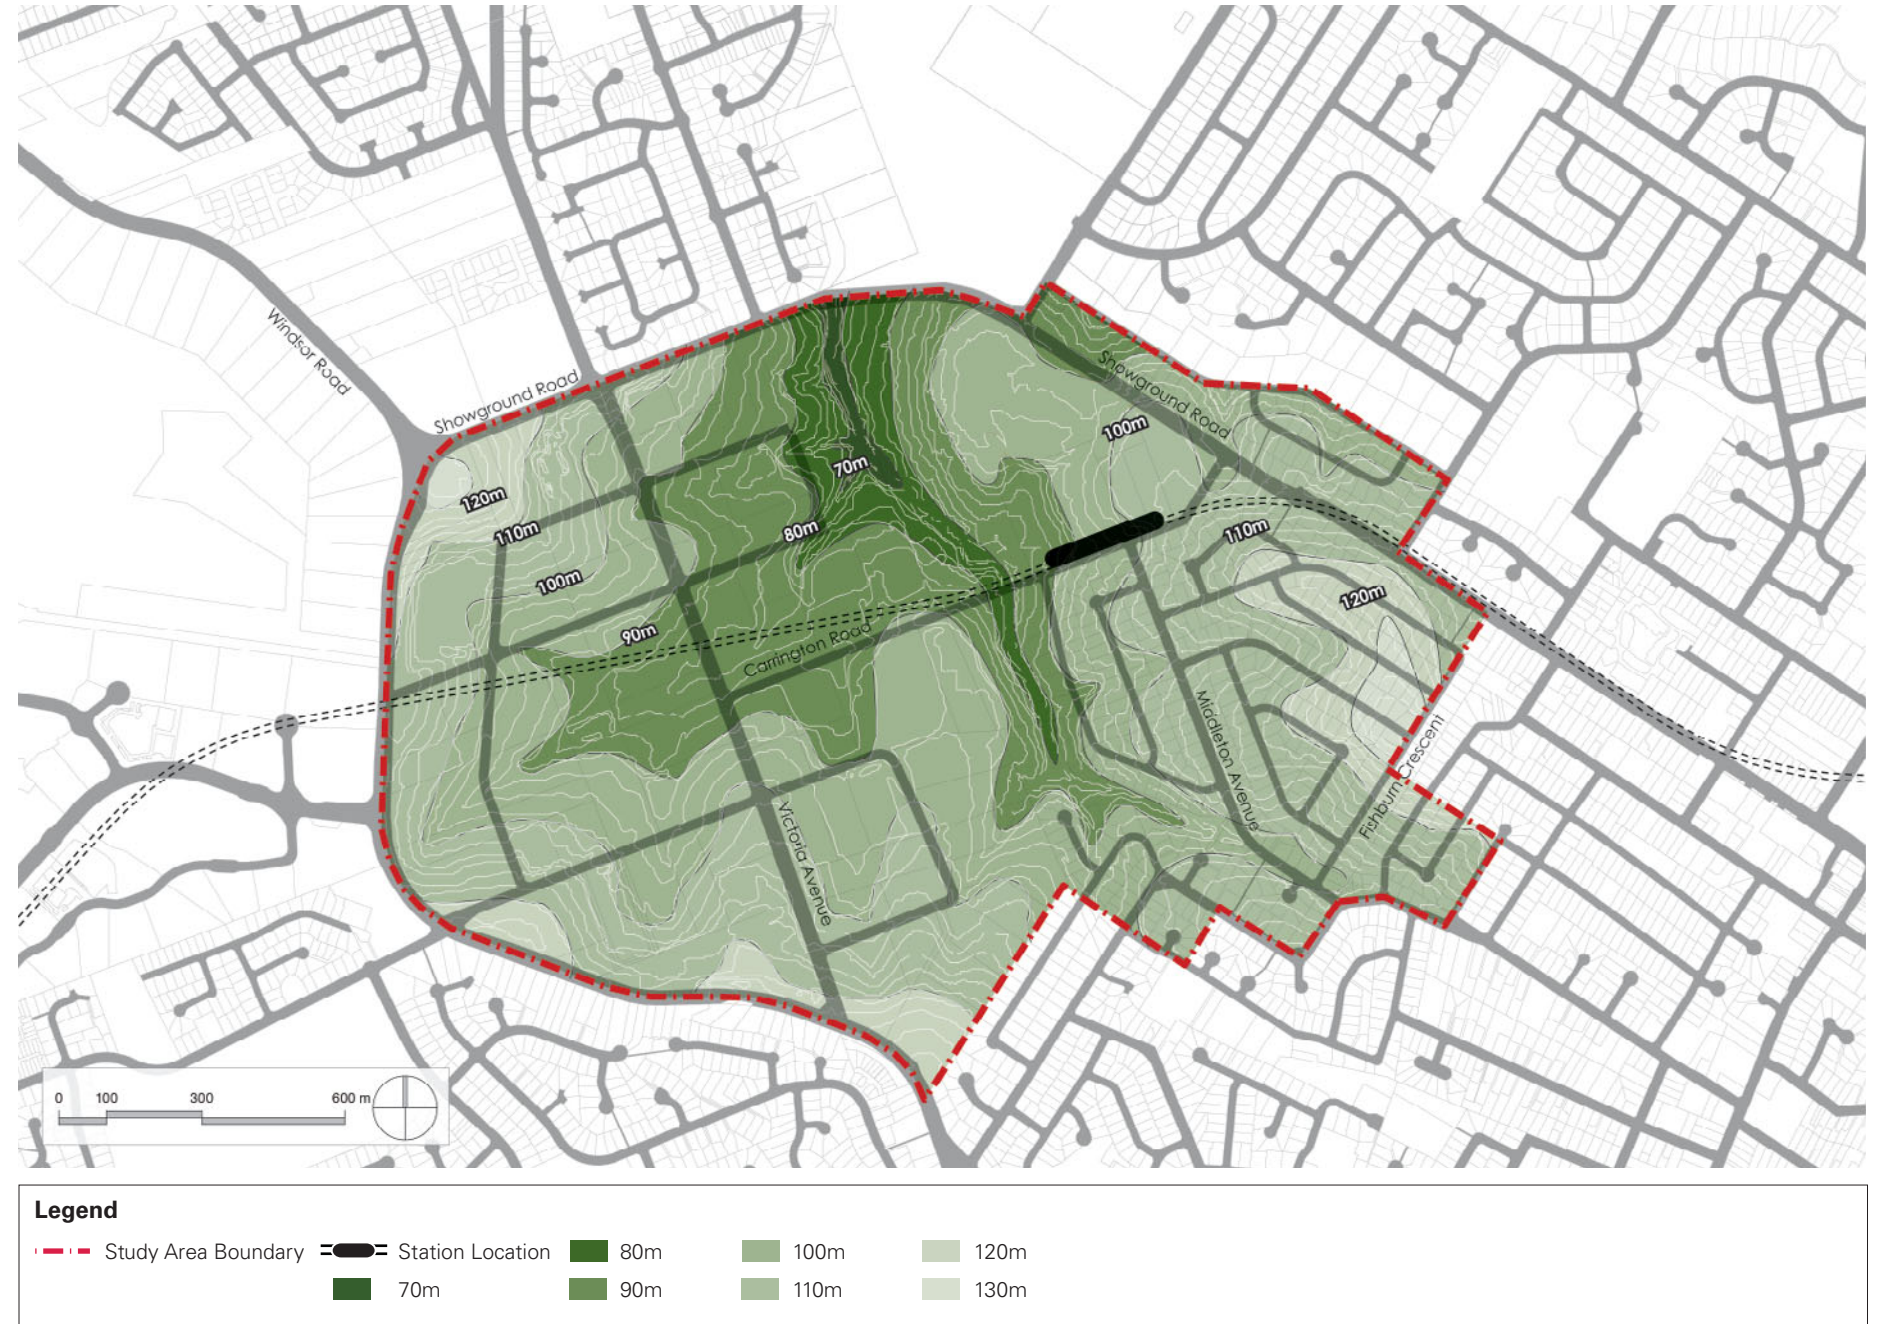 Windsor Road
Showground Road
Showground Road
100m
70m
120m
110m
80m
110m
100m
120m
90m
Carrington Road
Middleton Avenue
Fishburn Crescent
Victoria Avenue
0 100 300 600 m
Legend
Study Area Boundary Station Location 80m 100m 120m
70m 90m 110m 130m